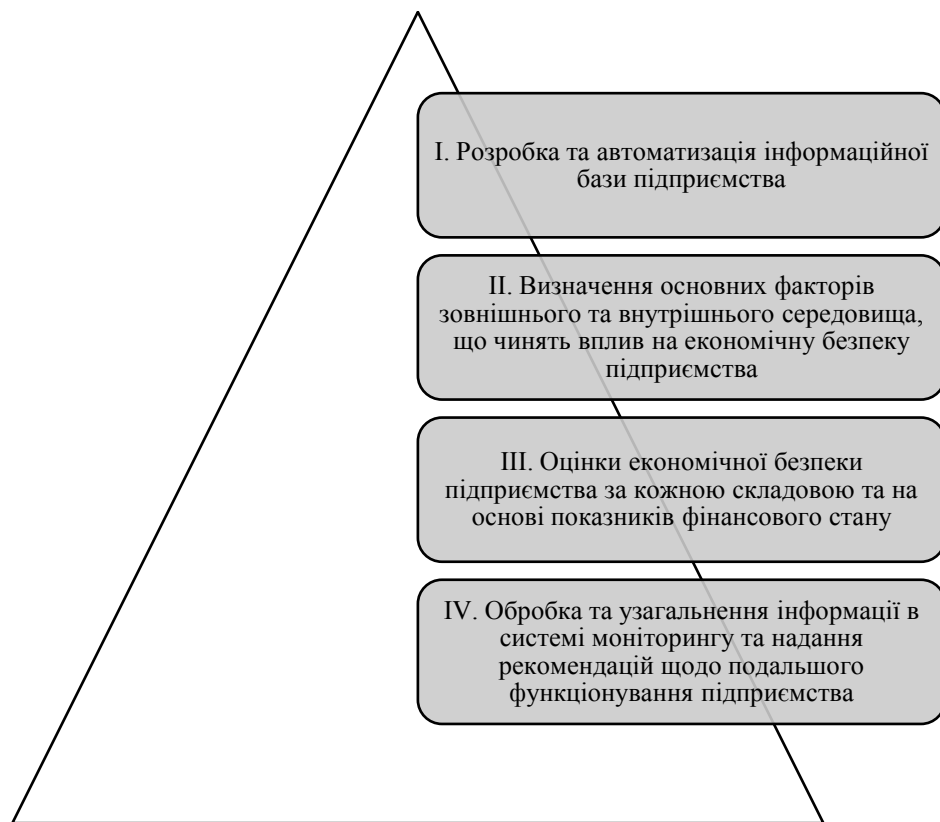 I. Розробка та автоматизація інформаційної
бази підприємства
II. Визначення основних факторів
зовнішнього та внутрішнього середовища,
що чинять вплив на економічну безпеку
підприємства
III. Оцінки економічної безпеки
підприємства за кожною складовою та на
основі показників фінансового стану
IV. Обробка та узагальнення інформації в
системі моніторингу та надання
рекомендацій щодо подальшого
функціонування підприємства